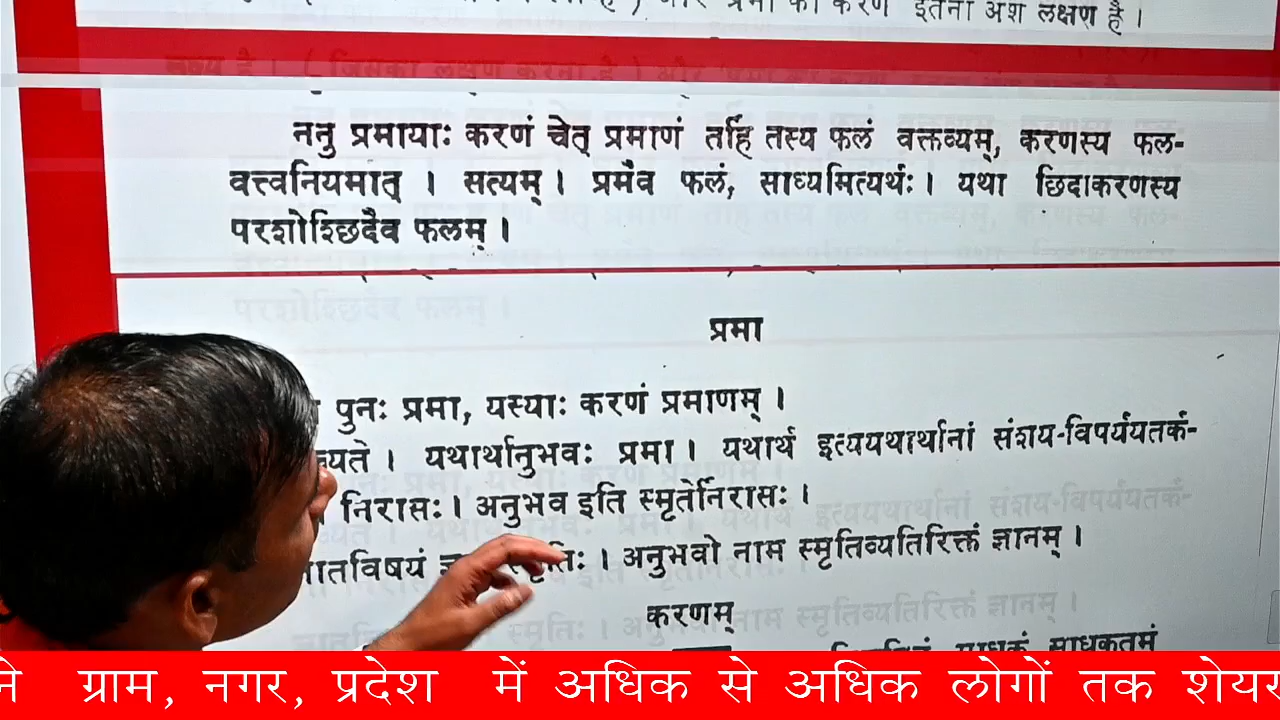 प्रमा का करण इतना अंश लक्षण है ।
ननु प्रमायाः करणं चेत् प्रमाणं तर्हि तस्य फलं वक्तव्यम्, करणस्य फल-
वत्त्वनियमात् । सत्यम् । प्रमैव फलं, साध्यमित्यर्थः । यथा छिदाकरणस्य
परशोश्छिदैव फलम् ।
प्रमा
पुनः प्रमा, यस्याः करणं प्रमाणम् ।
यथार्थानुभवः प्रमा । यथार्थ इत्ययथार्थानां संशय-विपर्ययतर्क-
निरासः । अनुभव इति स्मृतेर्निरासः ।
अनुभवो नाम स्मृतिव्यतिरिक्तं ज्ञानम् ।
करणम्
साधकतमं
ग्राम, नगर, प्रदेश में अधिक से अधिक लोगों तक शेयर